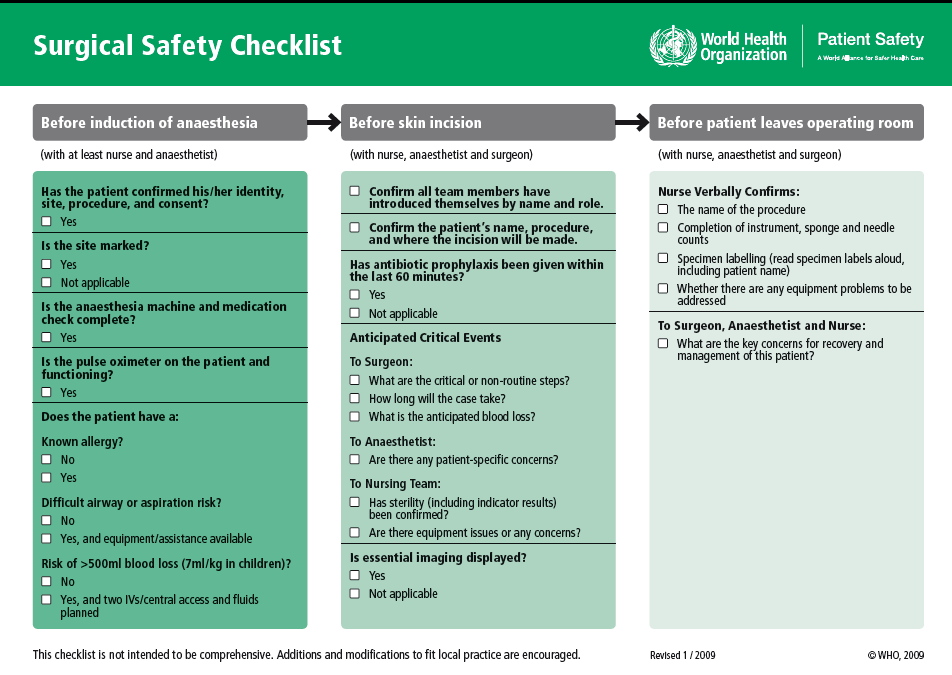 Surgical Safety Checklist
World Health
Organization
Patient Safety
A World Alliance for Safer Health Care
Before induction of anaesthesia
(with at least nurse and anaesthetist)
Has the patient confirmed his/her identity,
site, procedure, and consent?
Yes
Is the site marked?
Yes
Not applicable
Is the anaesthesia machine and medication
check complete?
Yes
Is the pulse oximeter on the patient and
functioning?
Yes
Does the patient have a:
Known allergy?
No
Yes
Difficult airway or aspiration risk?
No
Yes, and equipment/assistance available
Risk of >500ml blood loss (7ml/kg in children)?
No
Yes, and two IVs/central access and fluids
planned
Before skin incision
(with nurse, anaesthetist and surgeon)
Confirm all team members have
introduced themselves by name and role.
Confirm the patient's name, procedure,
and where the incision will be made.
Has antibiotic prophylaxis been given within
the last 60 minutes?
Yes
Not applicable
Anticipated Critical Events
To Surgeon:
What are the critical or non-routine steps?
How long will the case take?
What is the anticipated blood loss?
To Anaesthetist:
Are there any patient-specific concerns?
To Nursing Team:
Has sterility (including indicator results)
been confirmed?
Are there equipment issues or any concerns?
Is essential imaging displayed?
Yes
Not applicable
Before patient leaves operating room
(with nurse, anaesthetist and surgeon)
Nurse Verbally Confirms:
The name of the procedure
Completion of instrument, sponge and needle
counts
Specimen labelling (read specimen labels aloud,
including patient name)
Whether there are any equipment problems to be
addressed
To Surgeon, Anaesthetist and Nurse:
What are the key concerns for recovery and
management of this patient?
This checklist is not intended to be comprehensive. Additions and modifications to fit local practice are encouraged.
Revised 1 / 2009
© WHO, 2009